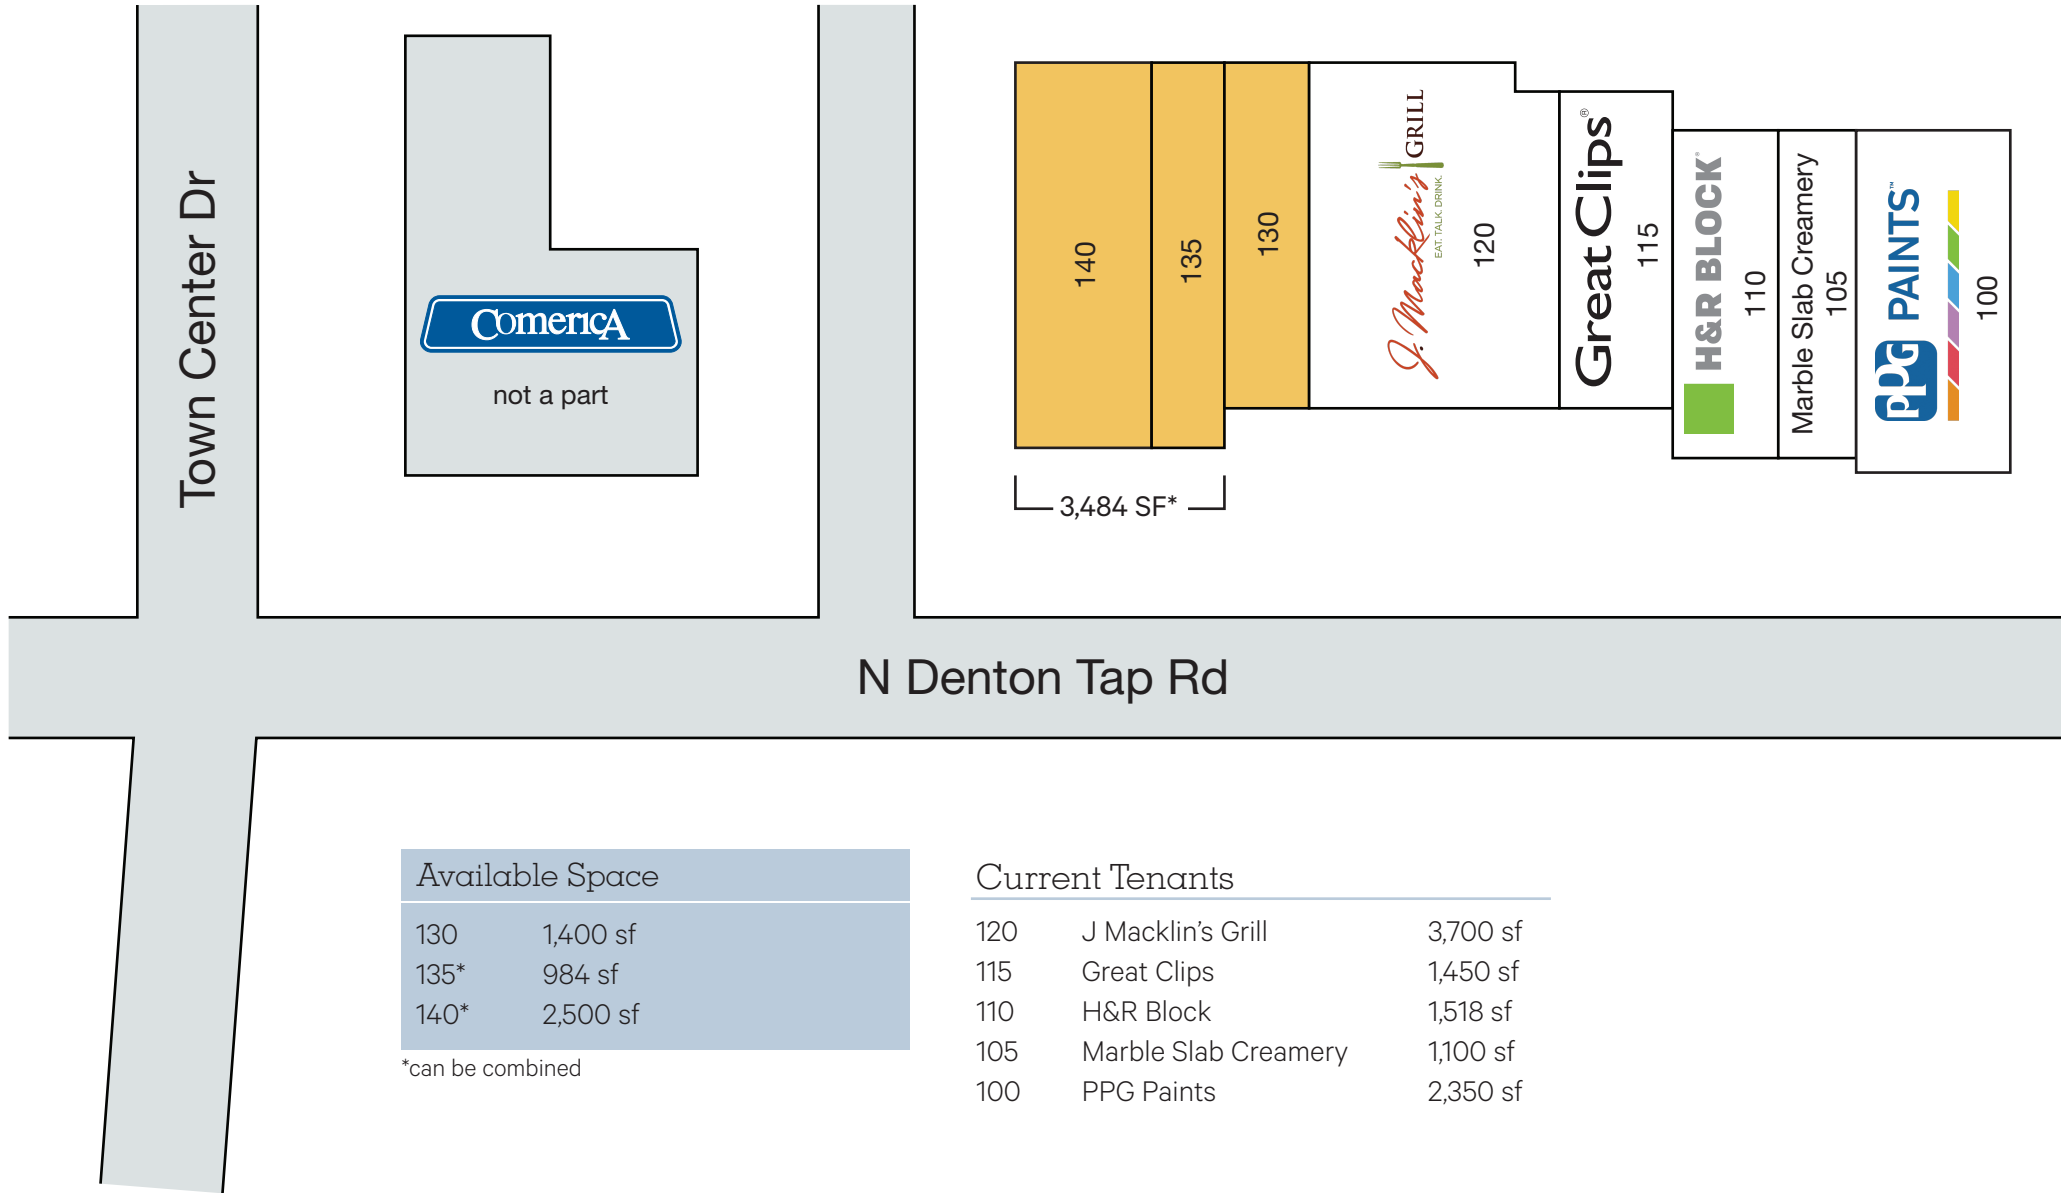 Town Center Dr
ComericA
not a part
140
135
130
J. Macklin's GRILL
EAT. TALK. DRINK.
120
Great Clips®
115
H&R BLOCK®
110
Marble Slab Creamery
105
PPG PAINTS™
100
3,484 SF*
N Denton Tap Rd
Available Space
130 1,400 sf
135* 984 sf
140* 2,500 sf
*can be combined
Current Tenants
120 J Macklin’s Grill 3,700 sf
115 Great Clips 1,450 sf
110 H&R Block 1,518 sf
105 Marble Slab Creamery 1,100 sf
100 PPG Paints 2,350 sf